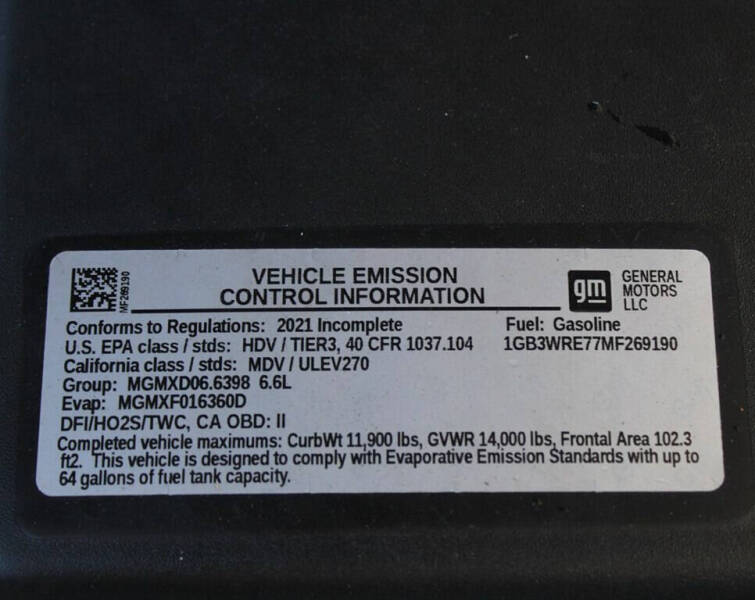 MF269190
VEHICLE EMISSION
CONTROL INFORMATION
gm
GENERAL
MOTORS
LLC
Conforms to Regulations: 2021 Incomplete
Fuel: Gasoline
U.S. EPA class / stds: HDV / TIER3, 40 CFR 1037.104
1GB3WRE77MF269190
California class / stds: MDV / ULEV270
Group: MGMXD06.6398 6.6L
Evap: MGMXF016360D
DFI/HO2S/TWC, CA OBD: II
Completed vehicle maximums: CurbWt 11,900 lbs, GVWR 14,000 lbs, Frontal Area 102.3
ft2. This vehicle is designed to comply with Evaporative Emission Standards with up to
64 gallons of fuel tank capacity.